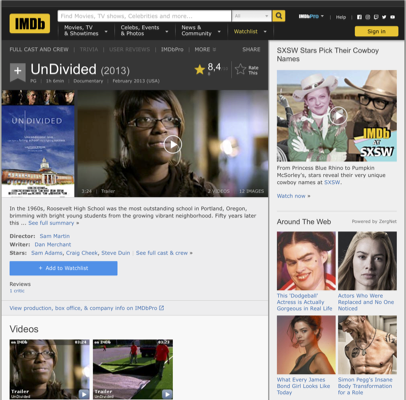 IMDb
Find Movies, TV shows, Celebrities and more...
All
IMDbPro
Help
Movies, TV
& Showtimes
Celebs, Events
& Photos
News &
Community
Watchlist
Sign in
FULL CAST AND CREW
TRIVIA
USER REVIEWS
IMDbPro
MORE
SHARE
+
UnDivided (2013)
8,4
Rate
This
PG | 1h 6min | Documentary | February 2013 (USA)
UNDIVIDED
1:24 | Trailer
2 VIDEOS
12 IMAGES
In the 1960s, Roosevelt High School was the most outstanding school in Portland, Oregon,
brimming with bright young students from the growing vibrant neighborhood. Fifty years later
this ... See full summary »
Director: Sam Martin
Writer: Dan Merchant
Stars: Sam Adams, Craig Cheek, Steve Duin | See full cast & crew »
+ Add to Watchlist
Reviews
1 critic
View production, box office, & company info on IMDbPro
Videos
Trailer
UnDivided
Trailer
UnDivided
SXSW Stars Pick Their Cowboy
Names
IMDb
AT
SXSW
From Princess Blue Rhino to Pumpkin
McSorley's, stars reveal their very unique
cowboy names at SXSW.
Watch now »
Around The Web
Powered by ZergNet
This 'Dodgeball'
Actress is Actually
Gorgeous in Real Life
Actors Who Were
Replaced and No One
Noticed
What Every James
Bond Girl Looks Like
Today
Simon Pegg's Insane
Body Transformation
for a Role